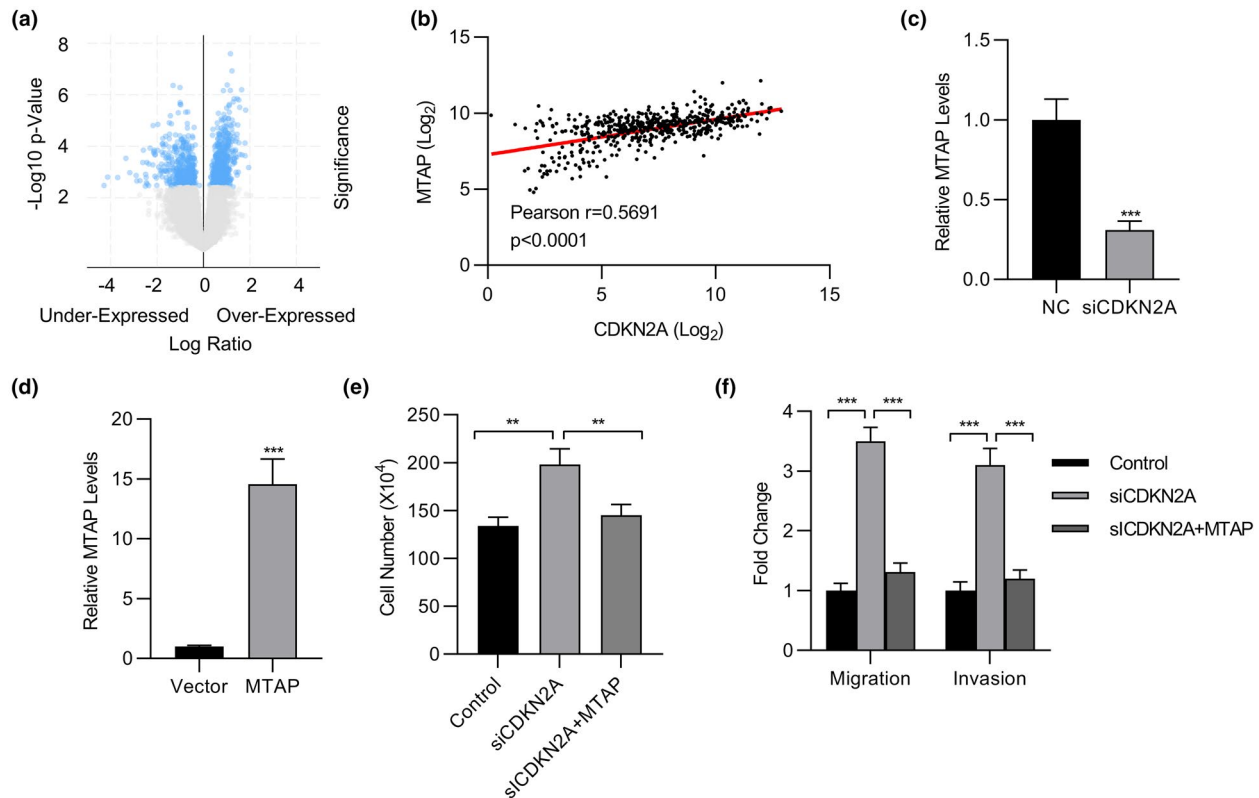 (a)
8
6
4
2
-Log10 p-Value
Significance
-4 -2 0 2 4
Under-Expressed Over-Expressed
Log Ratio
(b)
15
10
5
0
MTAP (Log2)
Pearson r=0.5691
p<0.0001
0 5 10 15
CDKN2A (Log2)
(c)
1.5
1.0
0.5
0.0
Relative MTAP Levels
***
NC siCDKN2A
(d)
20
15
10
5
0
Relative MTAP Levels
***
Vector MTAP
(e)
250
200
150
100
50
0
Cell Number (X10^4)
** **
Control
siCDKN2A
sICDKN2A+MTAP
(f)
4
3
2
1
0
Fold Change
*** ***
*** ***
Migration Invasion
Control
siCDKN2A
sICDKN2A+MTAP